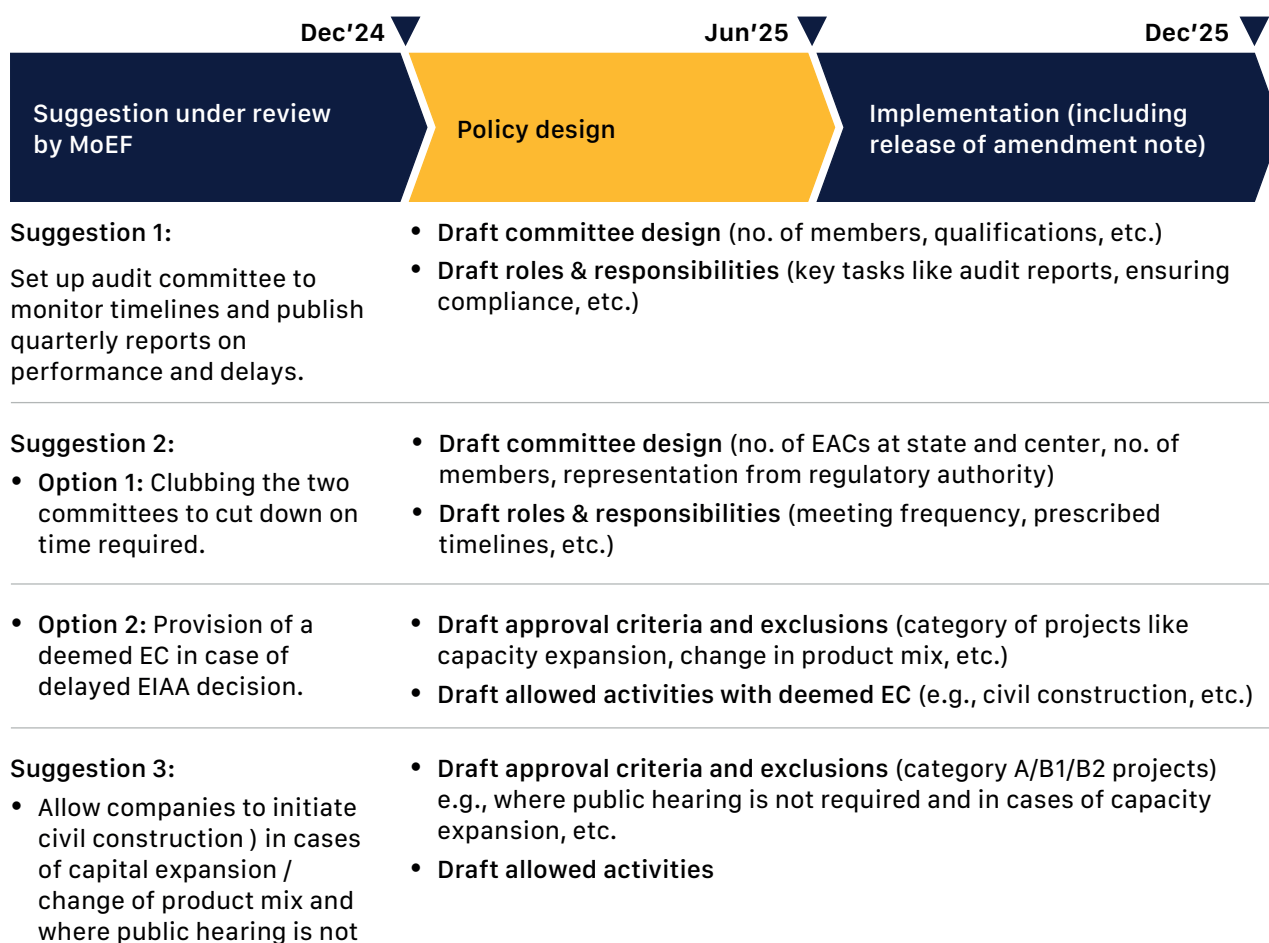 Dec'24
Jun'25
Dec'25
Suggestion under review
by MoEF
Policy design
Implementation (including
release of amendment note)
Suggestion 1:
Set up audit committee to
monitor timelines and publish
quarterly reports on
performance and delays.
• Draft committee design (no. of members, qualifications, etc.)
• Draft roles & responsibilities (key tasks like audit reports, ensuring
compliance, etc.)
Suggestion 2:
• Option 1: Clubbing the two
committees to cut down on
time required.
• Draft committee design (no. of EACs at state and center, no. of
members, representation from regulatory authority)
• Draft roles & responsibilities (meeting frequency, prescribed
timelines, etc.)
• Option 2: Provision of a
deemed EC in case of
delayed EIAA decision.
• Draft approval criteria and exclusions (category of projects like
capacity expansion, change in product mix, etc.)
• Draft allowed activities with deemed EC (e.g., civil construction, etc.)
Suggestion 3:
• Allow companies to initiate
civil construction ) in cases
of capital expansion /
change of product mix and
where public hearing is not
• Draft approval criteria and exclusions (category A/B1/B2 projects)
e.g., where public hearing is not required and in cases of capacity
expansion, etc.
• Draft allowed activities